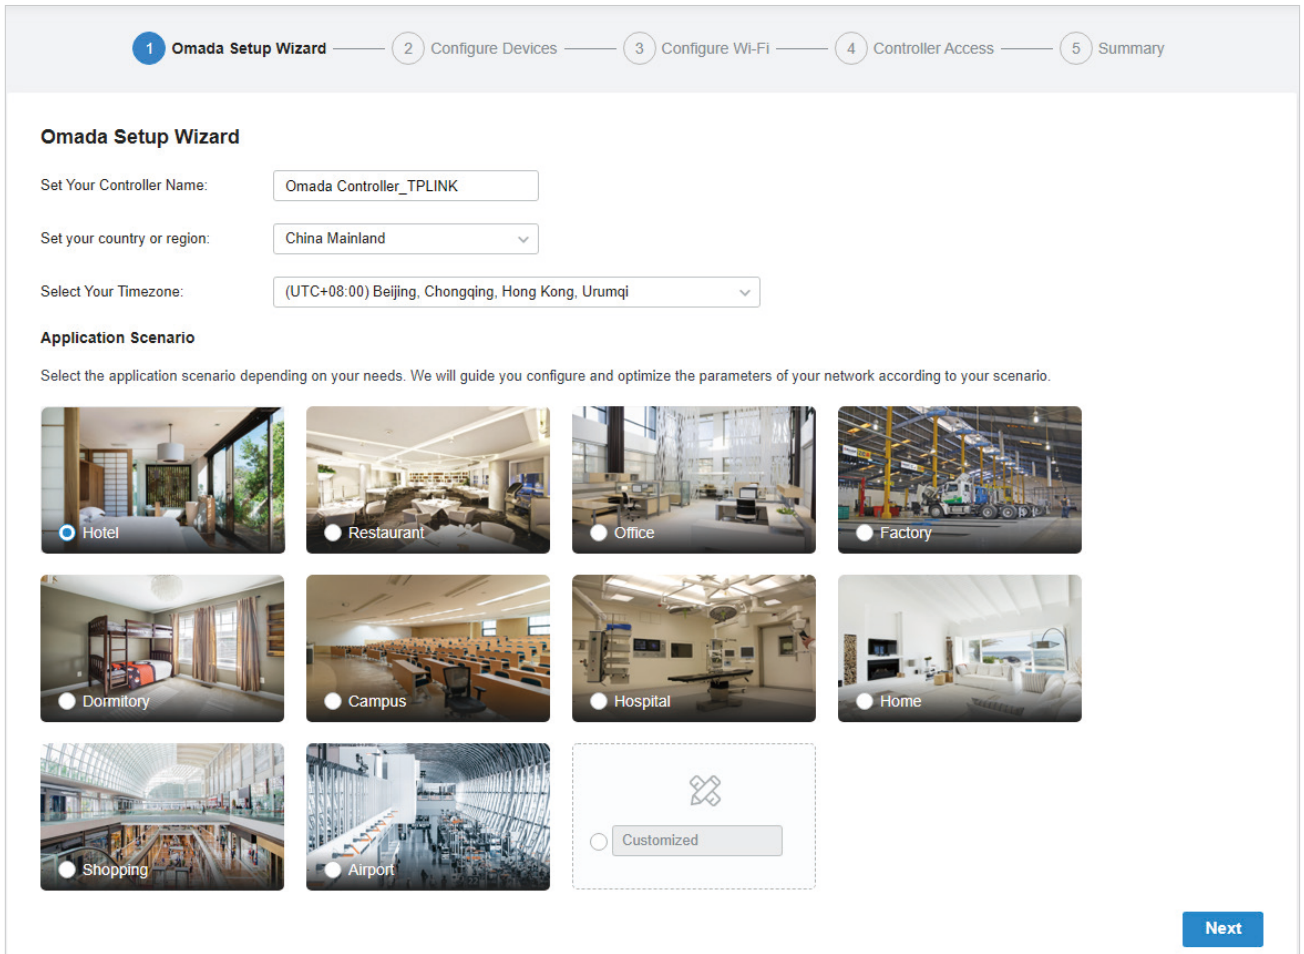 1 Omada Setup Wizard 2 Configure Devices 3 Configure Wi-Fi 4 Controller Access 5 Summary
Omada Setup Wizard
Set Your Controller Name: Omada Controller_TPLINK
Set your country or region: China Mainland
Select Your Timezone: (UTC+08:00) Beijing, Chongqing, Hong Kong, Urumqi
Application Scenario
Select the application scenario depending on your needs. We will guide you configure and optimize the parameters of your network according to your scenario.
Hotel Restaurant Office Factory
Dormitory Campus Hospital Home
Shopping Airport Customized
Next